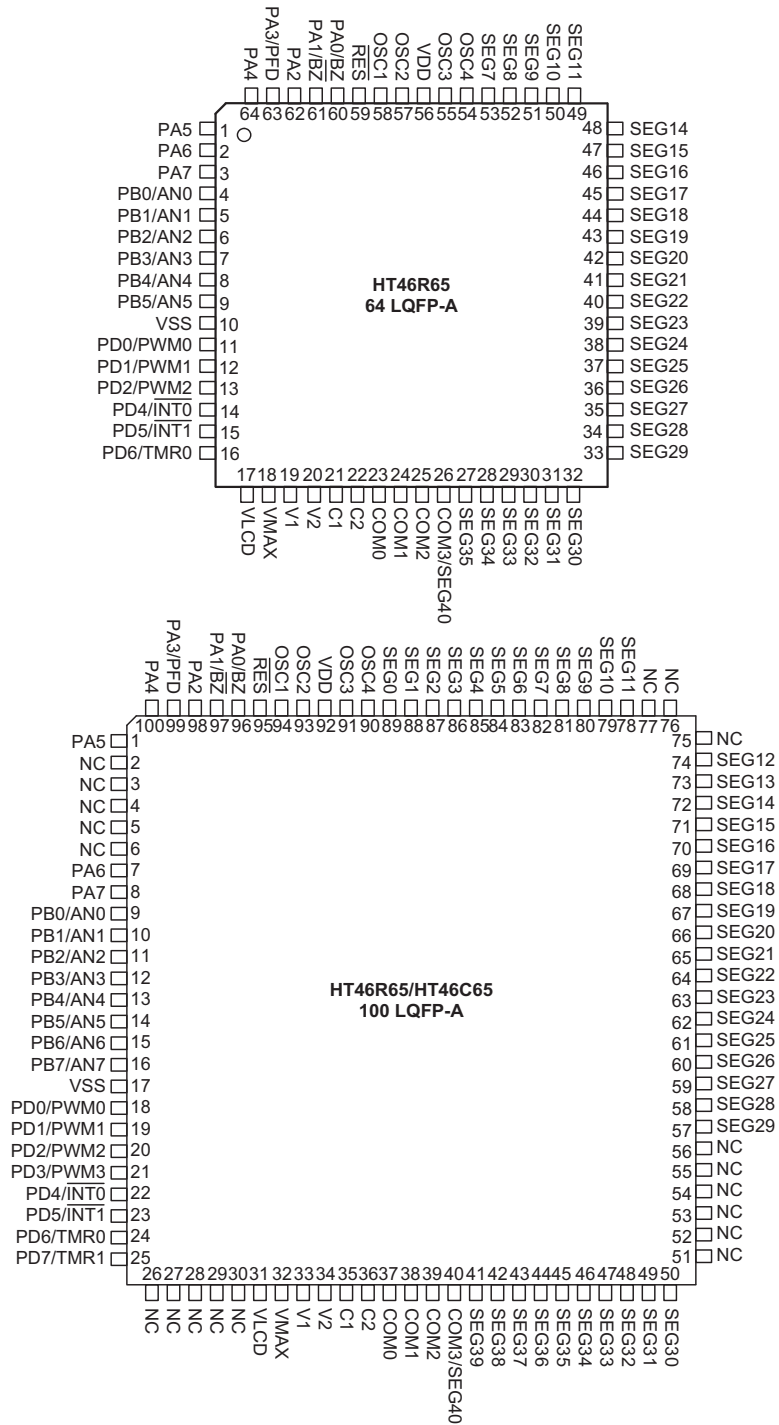 PA4
PA3/PFD
PA2
PA1/B̅Z̅
PA0/BZ
R̅E̅S̅
OSC1
OSC2
VDD
OSC3
OSC4
SEG7
SEG8
SEG9
SEG10
SEG11
64 63 62 61 60 59 58 57 56 55 54 53 52 51 50 49
PA5 1
PA6 2
PA7 3
PB0/AN0 4
PB1/AN1 5
PB2/AN2 6
PB3/AN3 7
PB4/AN4 8
PB5/AN5 9
VSS 10
PD0/PWM0 11
PD1/PWM1 12
PD2/PWM2 13
PD4/I̅N̅T̅0̅ 14
PD5/I̅N̅T̅1̅ 15
PD6/TMR0 16
HT46R65
64 LQFP-A
48 SEG14
47 SEG15
46 SEG16
45 SEG17
44 SEG18
43 SEG19
42 SEG20
41 SEG21
40 SEG22
39 SEG23
38 SEG24
37 SEG25
36 SEG26
35 SEG27
34 SEG28
33 SEG29
17 18 19 20 21 22 23 24 25 26 27 28 29 30 31 32
VLCD
VMAX
V1
V2
C1
C2
COM0
COM1
COM2
COM3/SEG40
SEG35
SEG34
SEG33
SEG32
SEG31
SEG30
PA4
PA3/PFD
PA2
PA1/B̅Z̅
PA0/BZ
R̅E̅S̅
OSC1
OSC2
VDD
OSC3
OSC4
SEG0
SEG1
SEG2
SEG3
SEG4
SEG5
SEG6
SEG7
SEG8
SEG9
SEG10
SEG11
NC
NC
100 99 98 97 96 95 94 93 92 91 90 89 88 87 86 85 84 83 82 81 80 79 78 77 76
PA5 1
NC 2
NC 3
NC 4
NC 5
NC 6
PA6 7
PA7 8
PB0/AN0 9
PB1/AN1 10
PB2/AN2 11
PB3/AN3 12
PB4/AN4 13
PB5/AN5 14
PB6/AN6 15
PB7/AN7 16
VSS 17
PD0/PWM0 18
PD1/PWM1 19
PD2/PWM2 20
PD3/PWM3 21
PD4/I̅N̅T̅0̅ 22
PD5/I̅N̅T̅1̅ 23
PD6/TMR0 24
PD7/TMR1 25
HT46R65/HT46C65
100 LQFP-A
75 NC
74 SEG12
73 SEG13
72 SEG14
71 SEG15
70 SEG16
69 SEG17
68 SEG18
67 SEG19
66 SEG20
65 SEG21
64 SEG22
63 SEG23
62 SEG24
61 SEG25
60 SEG26
59 SEG27
58 SEG28
57 SEG29
56 NC
55 NC
54 NC
53 NC
52 NC
51 NC
26 27 28 29 30 31 32 33 34 35 36 37 38 39 40 41 42 43 44 45 46 47 48 49 50
NC
NC
NC
NC
NC
VLCD
VMAX
V1
V2
C1
C2
COM0
COM1
COM2
COM3/SEG40
SEG39
SEG38
SEG37
SEG36
SEG35
SEG34
SEG33
SEG32
SEG31
SEG30